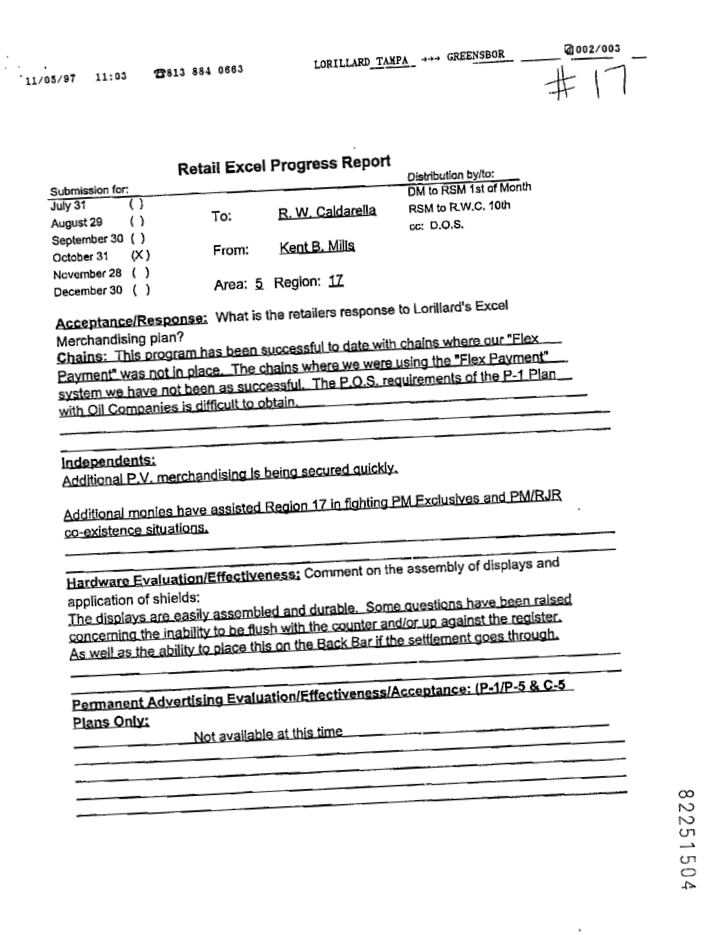 11/05/97 11:03 ☎813 884 0663 LORILLARD TAMPA →→→ GREENSBOR 002/003
# 17
Retail Excel Progress Report
Submission for:
July 31 ( )
August 29 ( )
September 30 ( )
October 31 (X)
November 28 ( )
December 30 ( )
To: R. W. Caldarella
From: Kent B. Mills
Area: 5 Region: 17
Distribution by/to:
DM to RSM 1st of Month
RSM to R.W.C. 10th
cc: D.O.S.
Acceptance/Response: What is the retailers response to Lorillard's Excel
Merchandising plan?
Chains: This program has been successful to date with chains where our "Flex
Payment" was not in place. The chains where we were using the "Flex Payment"
system we have not been as successful. The P.O.S. requirements of the P-1 Plan
with Oil Companies is difficult to obtain.
Independents:
Additional P.V. merchandising is being secured quickly.
Additional monies have assisted Region 17 in fighting PM Exclusives and PM/RJR
co-existence situations.
Hardware Evaluation/Effectiveness: Comment on the assembly of displays and
application of shields:
The displays are easily assembled and durable. Some questions have been raised
concerning the inability to be flush with the counter and/or up against the register.
As well as the ability to place this on the Back Bar if the settlement goes through.
Permanent Advertising Evaluation/Effectiveness/Acceptance: (P-1/P-5 & C-5
Plans Only:
Not available at this time
82251504